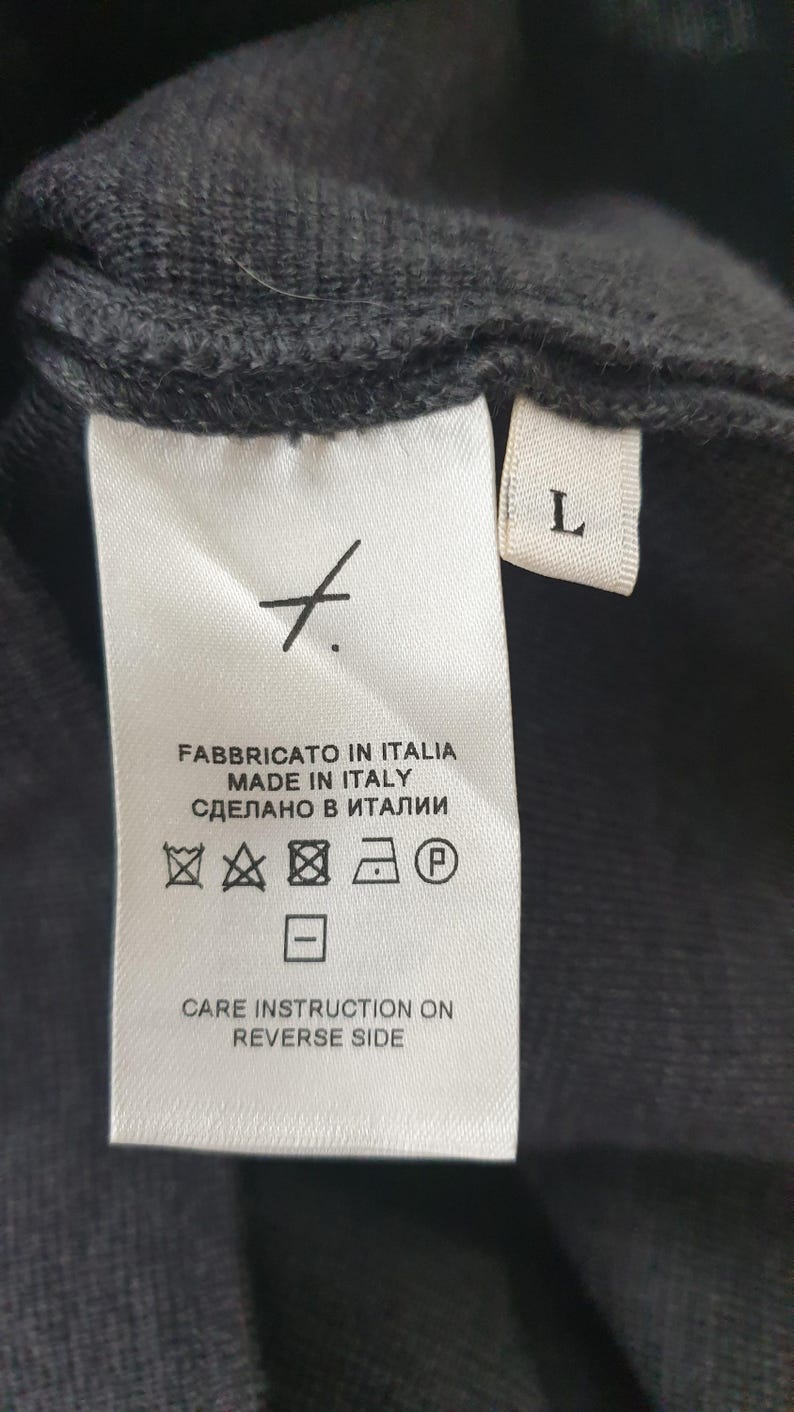 L
FABBRICATO IN ITALIA
MADE IN ITALY
СДЕЛАНО В ИТАЛИИ
P
CARE INSTRUCTION ON
REVERSE SIDE